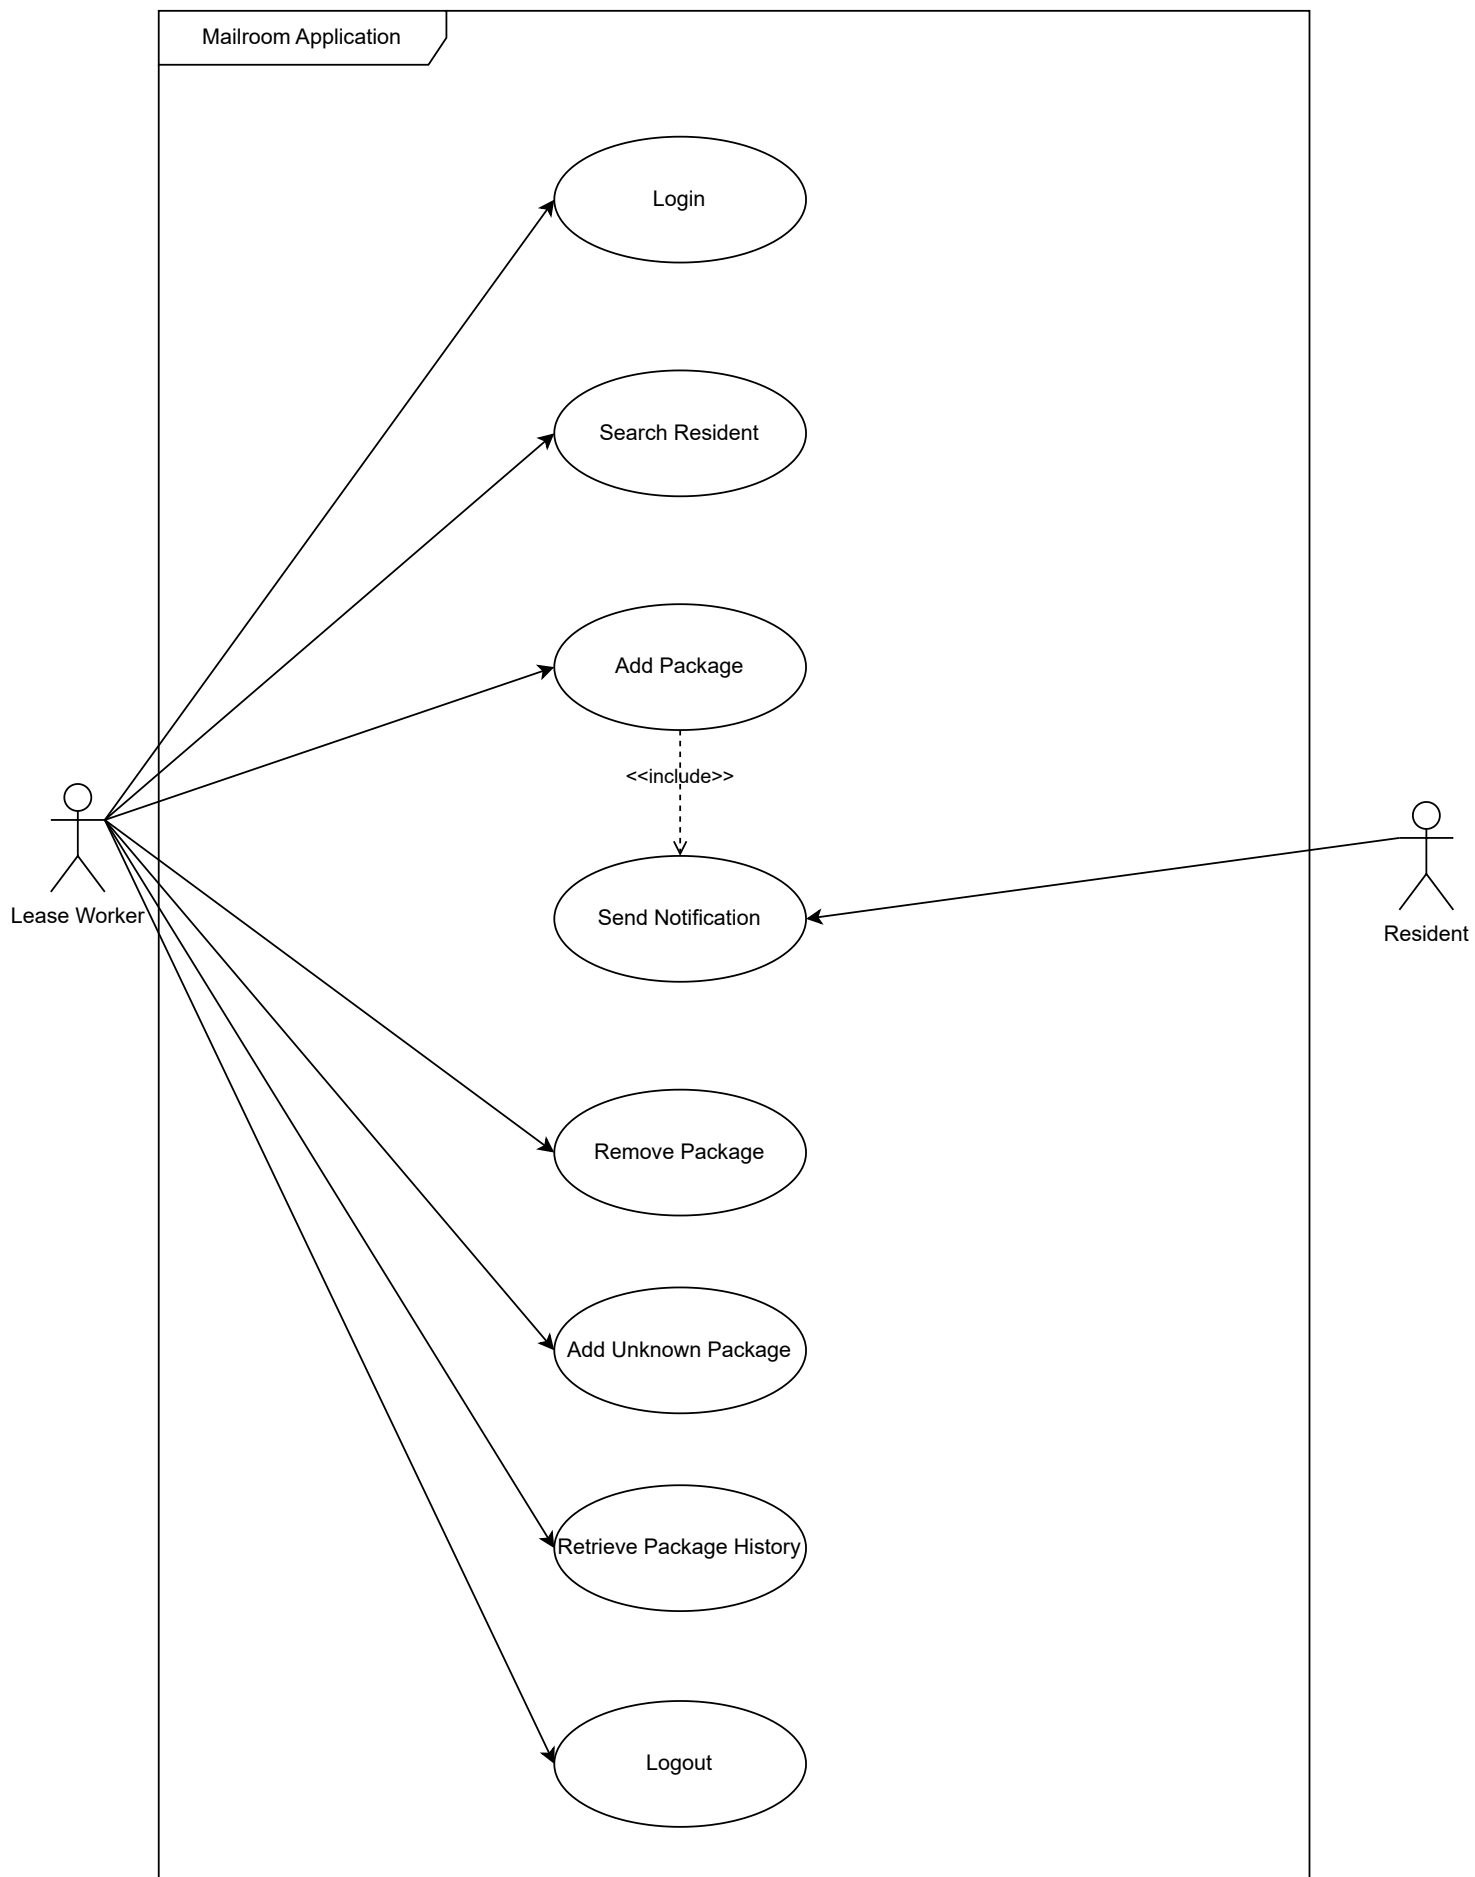 Mailroom Application
Login
Search Resident
Add Package
<<include>>
Lease Worker
Send Notification
Resident
Remove Package
Add Unknown Package
Retrieve Package History
Logout